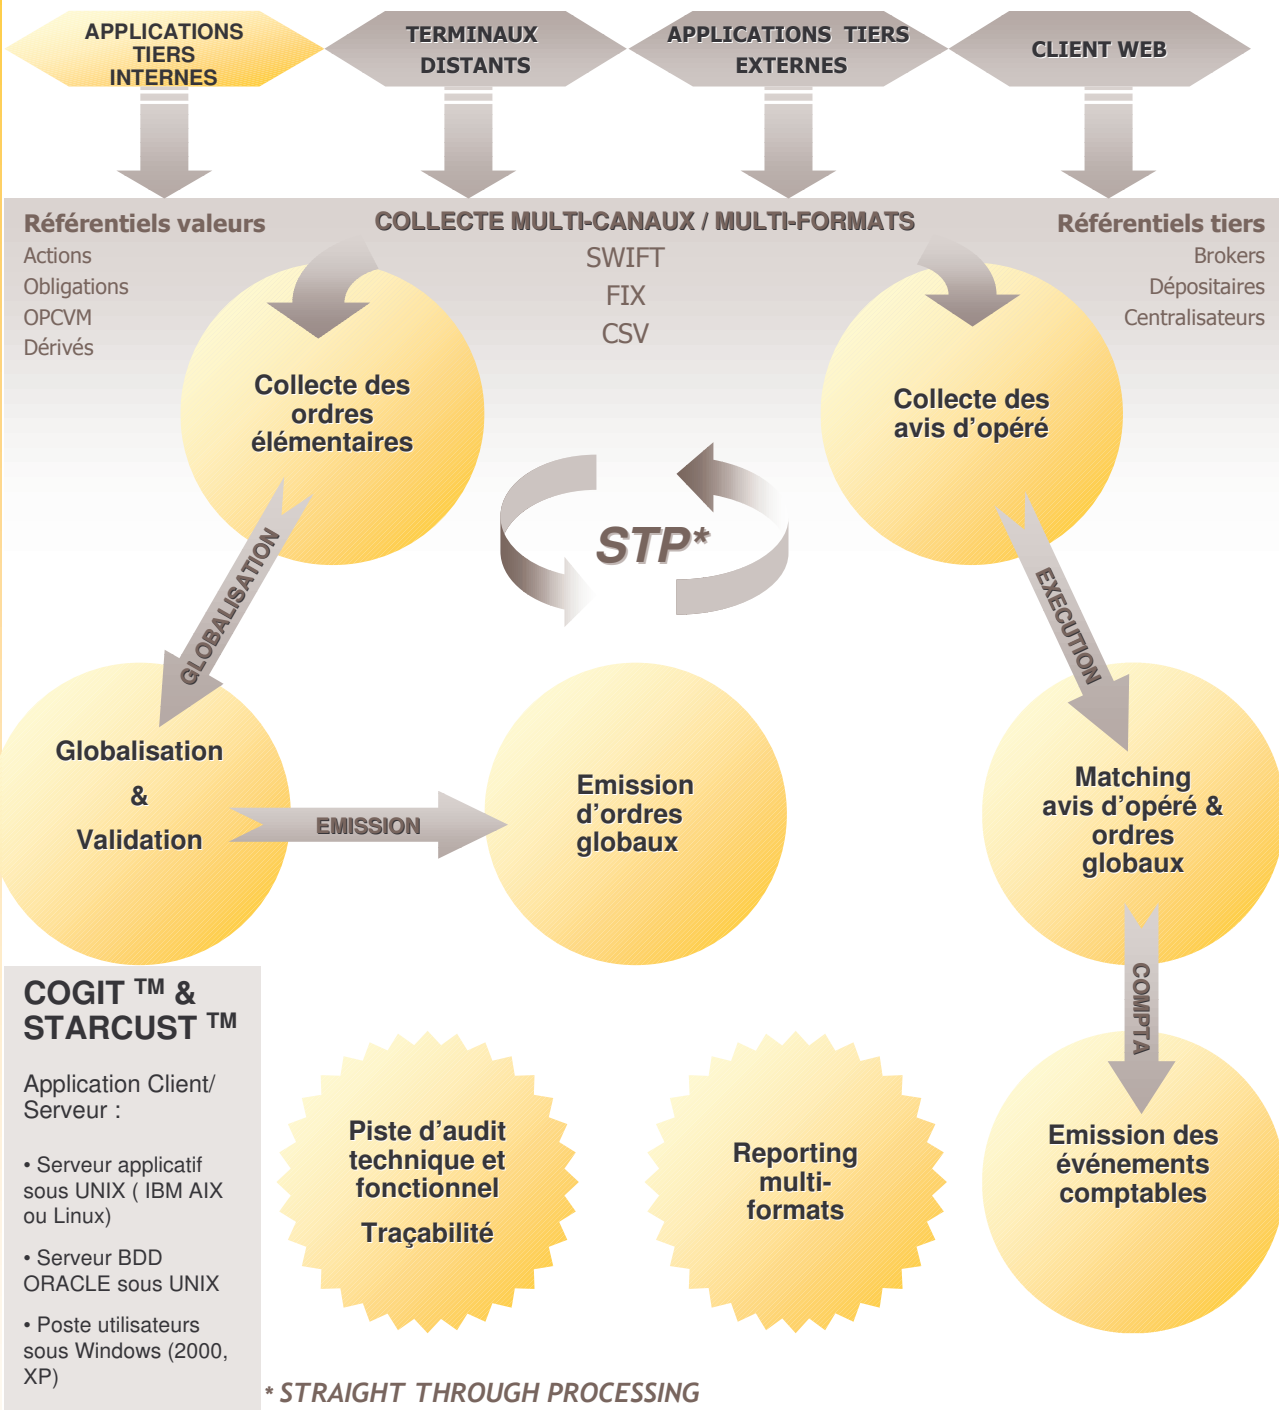 APPLICATIONS
TIERS
INTERNES
TERMINAUX
DISTANTS
APPLICATIONS TIERS
EXTERNES
CLIENT WEB
Référentiels valeurs
Actions
Obligations
OPCVM
Dérivés
COLLECTE MULTI-CANAUX / MULTI-FORMATS
SWIFT
FIX
CSV
Référentiels tiers
Brokers
Dépositaires
Centralisateurs
Collecte des
ordres
élémentaires
Collecte des
avis d’opéré
STP*
GLOBALISATION
EXECUTION
Globalisation
&
Validation
EMISSION
Emission
d’ordres
globaux
Matching
avis d’opéré &
ordres
globaux
COMPTA
COGIT TM &
STARCUST TM
Application Client/
Serveur :
• Serveur applicatif
sous UNIX ( IBM AIX
ou Linux)
• Serveur BDD
ORACLE sous UNIX
• Poste utilisateurs
sous Windows (2000,
XP)
Piste d’audit
technique et
fonctionnel
Traçabilité
Reporting
multi-
formats
Emission des
événements
comptables
* STRAIGHT THROUGH PROCESSING